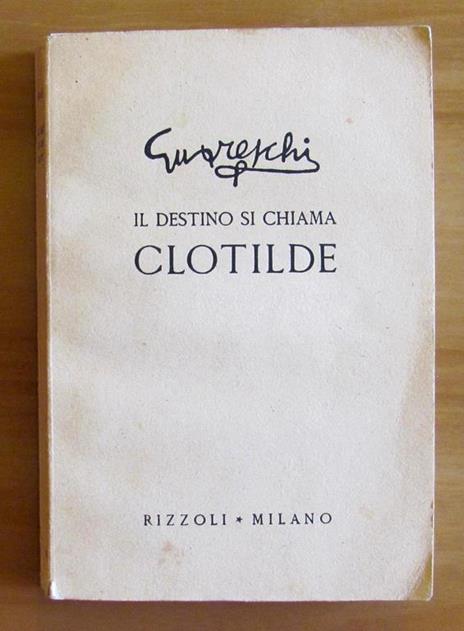 Guareschi
IL DESTINO SI CHIAMA
CLOTILDE
RIZZOLI ★ MILANO